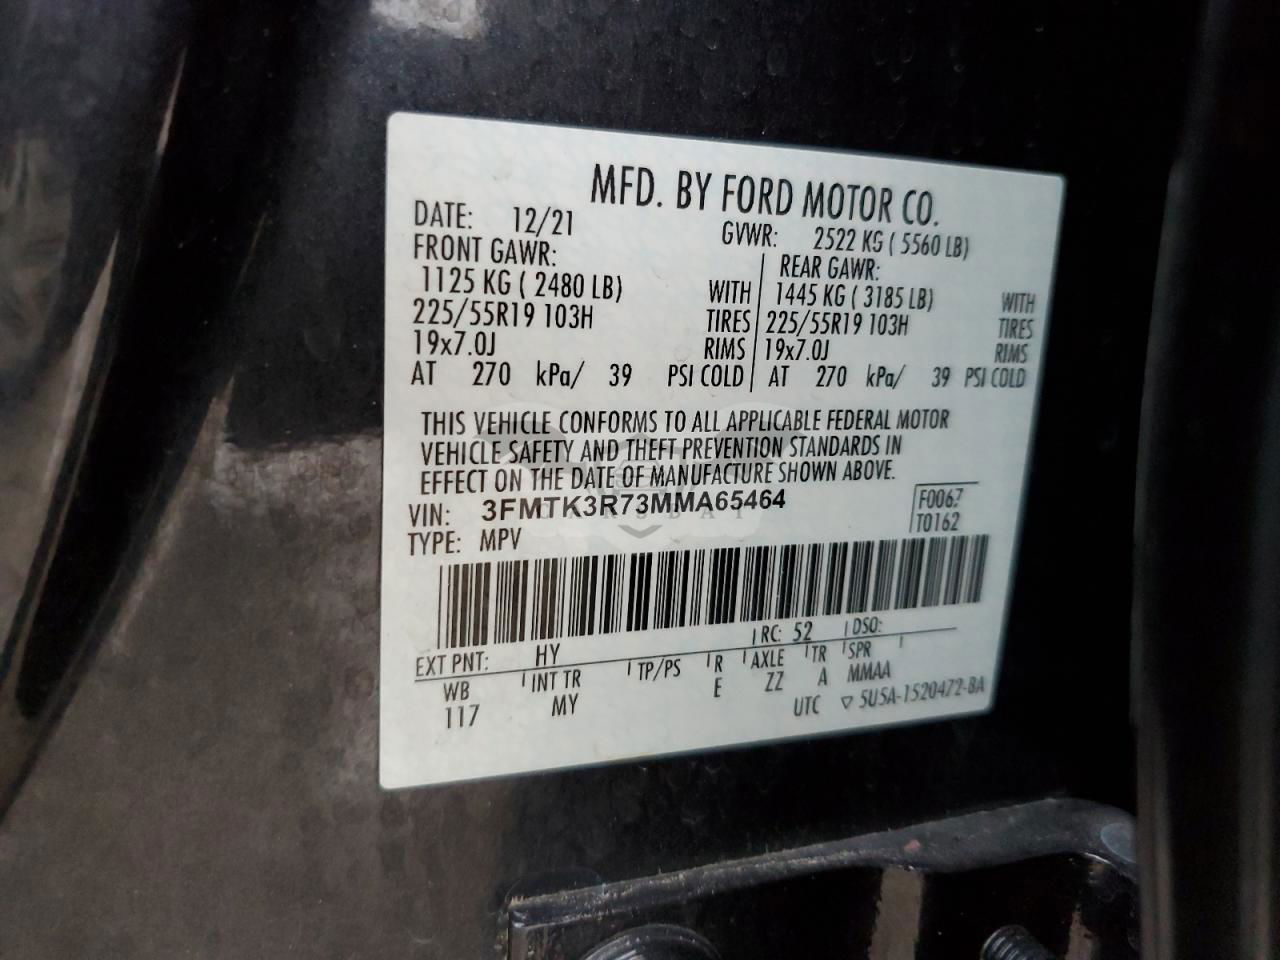 MFD. BY FORD MOTOR CO.
DATE: 12/21 GVWR: 2522 KG ( 5560 LB)
FRONT GAWR: REAR GAWR:
1125 KG ( 2480 LB) WITH 1445 KG ( 3185 LB) WITH
225/55R19 103H TIRES 225/55R19 103H TIRES
19x7.0J RIMS 19x7.0J RIMS
AT 270 kPa/ 39 PSI COLD AT 270 kPa/ 39 PSI COLD
THIS VEHICLE CONFORMS TO ALL APPLICABLE FEDERAL MOTOR
VEHICLE SAFETY AND THEFT PREVENTION STANDARDS IN
EFFECT ON THE DATE OF MANUFACTURE SHOWN ABOVE.
VIN: 3FMTK3R73MMA65464 F0067
TYPE: MPV T0162
EXT PNT: HY RC: 52 DSO:
WB INT TR TP/PS R AXLE TR SPR
117 MY E ZZ A MMAA
UTC ▽ 5U5A-1520472-BA